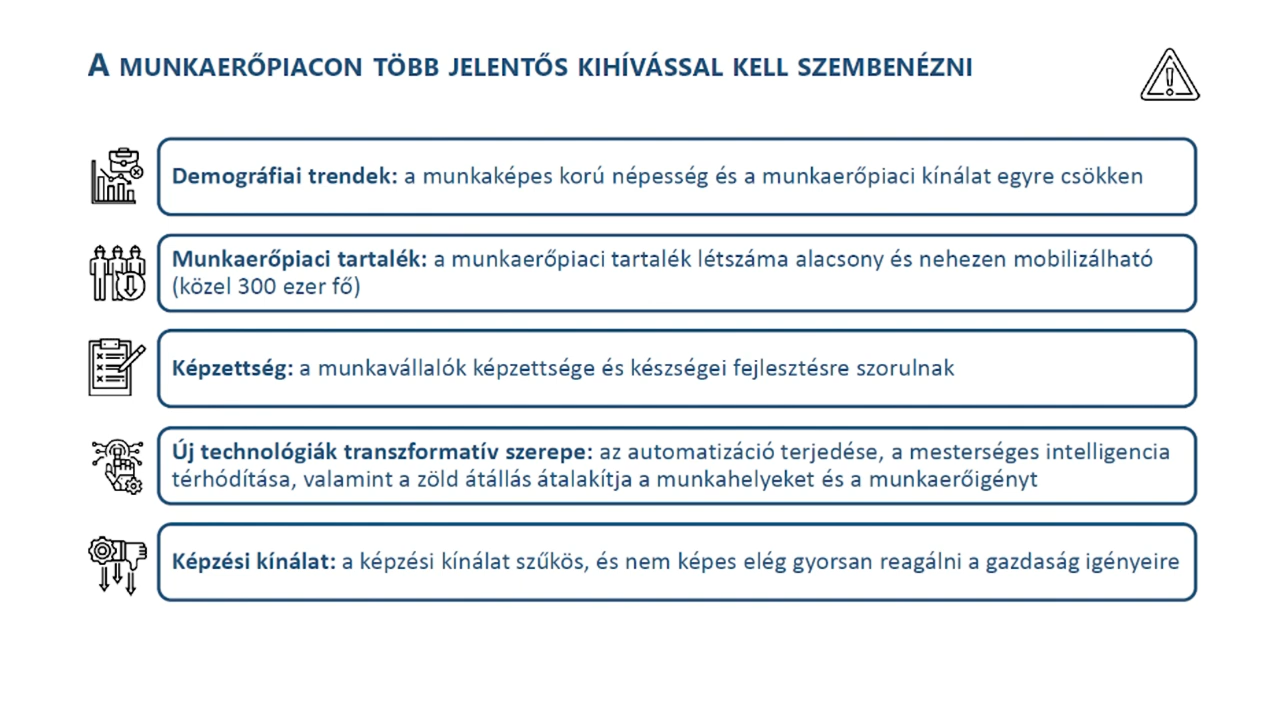 A MUNKAERŐPIACON TÖBB JELENTŐS KIHÍVÁSSAL KELL SZEMBENÉZNI
Demográfiai trendek: a munkaképes korú népesség és a munkaerőpiaci kínálat egyre csökken
Munkaerőpiaci tartalék: a munkaerőpiaci tartalék létszáma alacsony és nehezen mobilizálható
(közel 300 ezer fő)
Képzettség: a munkavállalók képzettsége és készségei fejlesztésre szorulnak
Új technológiák transzformatív szerepe: az automatizáció terjedése, a mesterséges intelligencia
térhódítása, valamint a zöld átállás átalakítja a munkahelyeket és a munkaerőigényt
Képzési kínálat: a képzési kínálat szűkös, és nem képes elég gyorsan reagálni a gazdaság igényeire